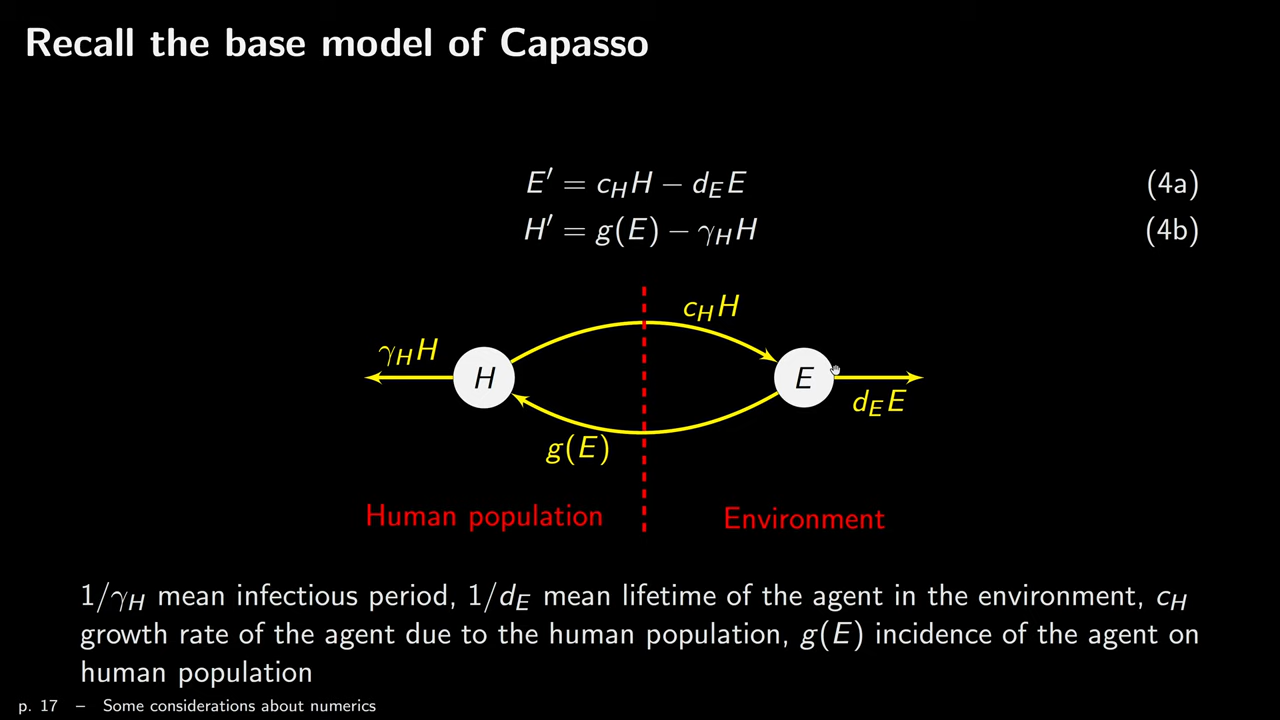 Recall the base model of Capasso
E′ = c_H H − d_E E (4a)
H′ = g(E) − γ_H H (4b)
c_H H
γ_H H
H E
d_E E
g(E)
Human population Environment
1/γ_H mean infectious period, 1/d_E mean lifetime of the agent in the environment, c_H
growth rate of the agent due to the human population, g(E) incidence of the agent on
human population
p. 17 – Some considerations about numerics